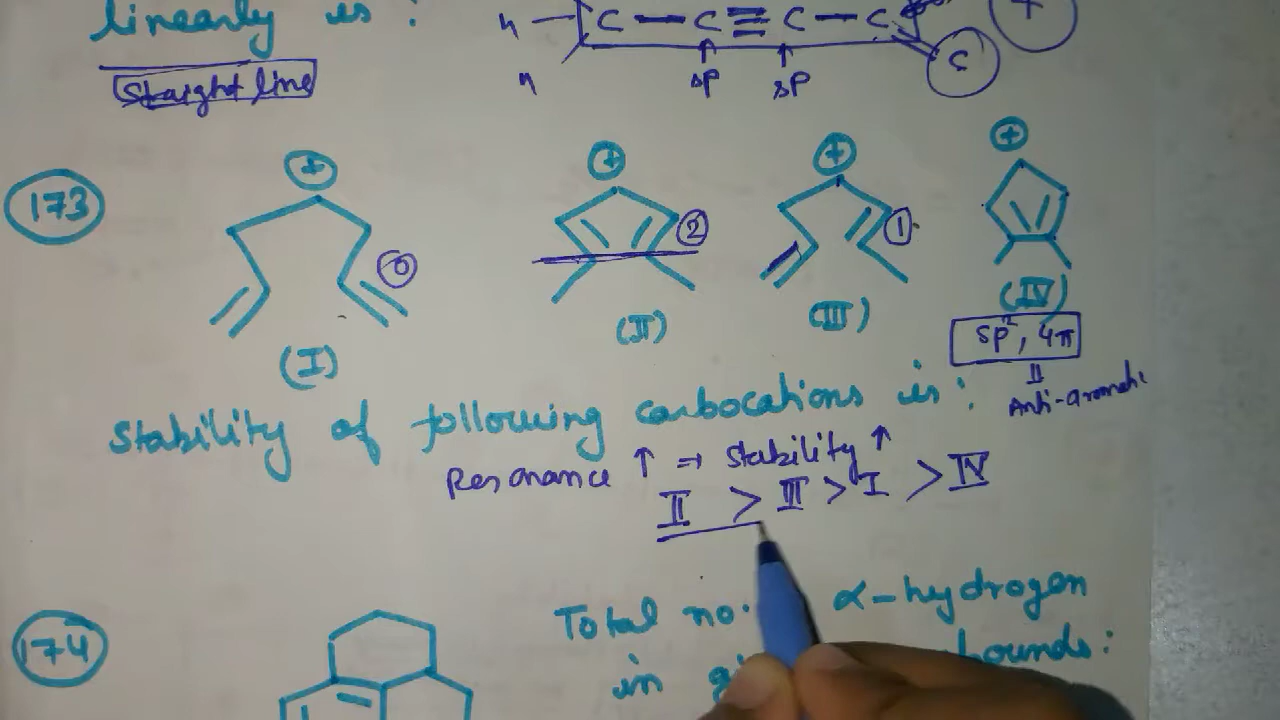 linearly is :
Straight line
H C — C ≡ C — C C +
H sp sp
173
+ + + +
0 2 1
(I) (II) (III) (IV)
sp², 4π
Anti-aromatic
Stability of following carbocations is :
Resonance ↑ ⇒ Stability ↑
II > III > I > IV
174
Total no. α-hydrogen
in